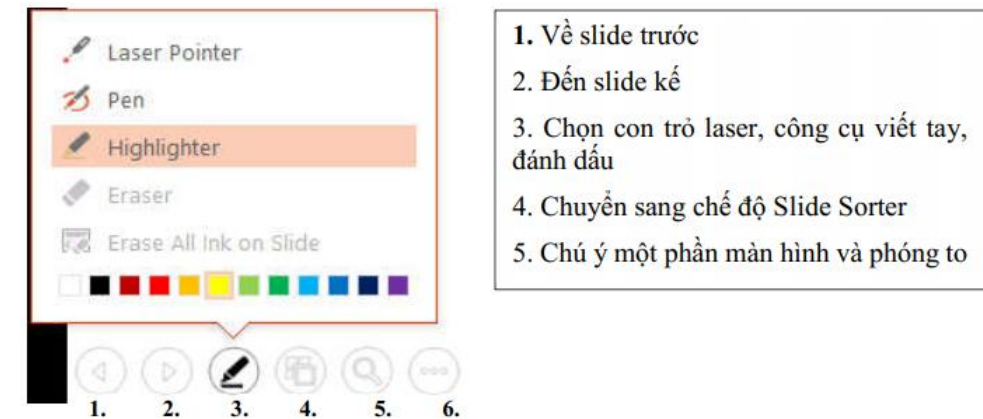 Laser Pointer
Pen
Highlighter
Eraser
Erase All Ink on Slide
1. 2. 3. 4. 5. 6.
1. Về slide trước
2. Đến slide kế
3. Chọn con trỏ laser, công cụ viết tay,
đánh dấu
4. Chuyển sang chế độ Slide Sorter
5. Chú ý một phần màn hình và phóng to